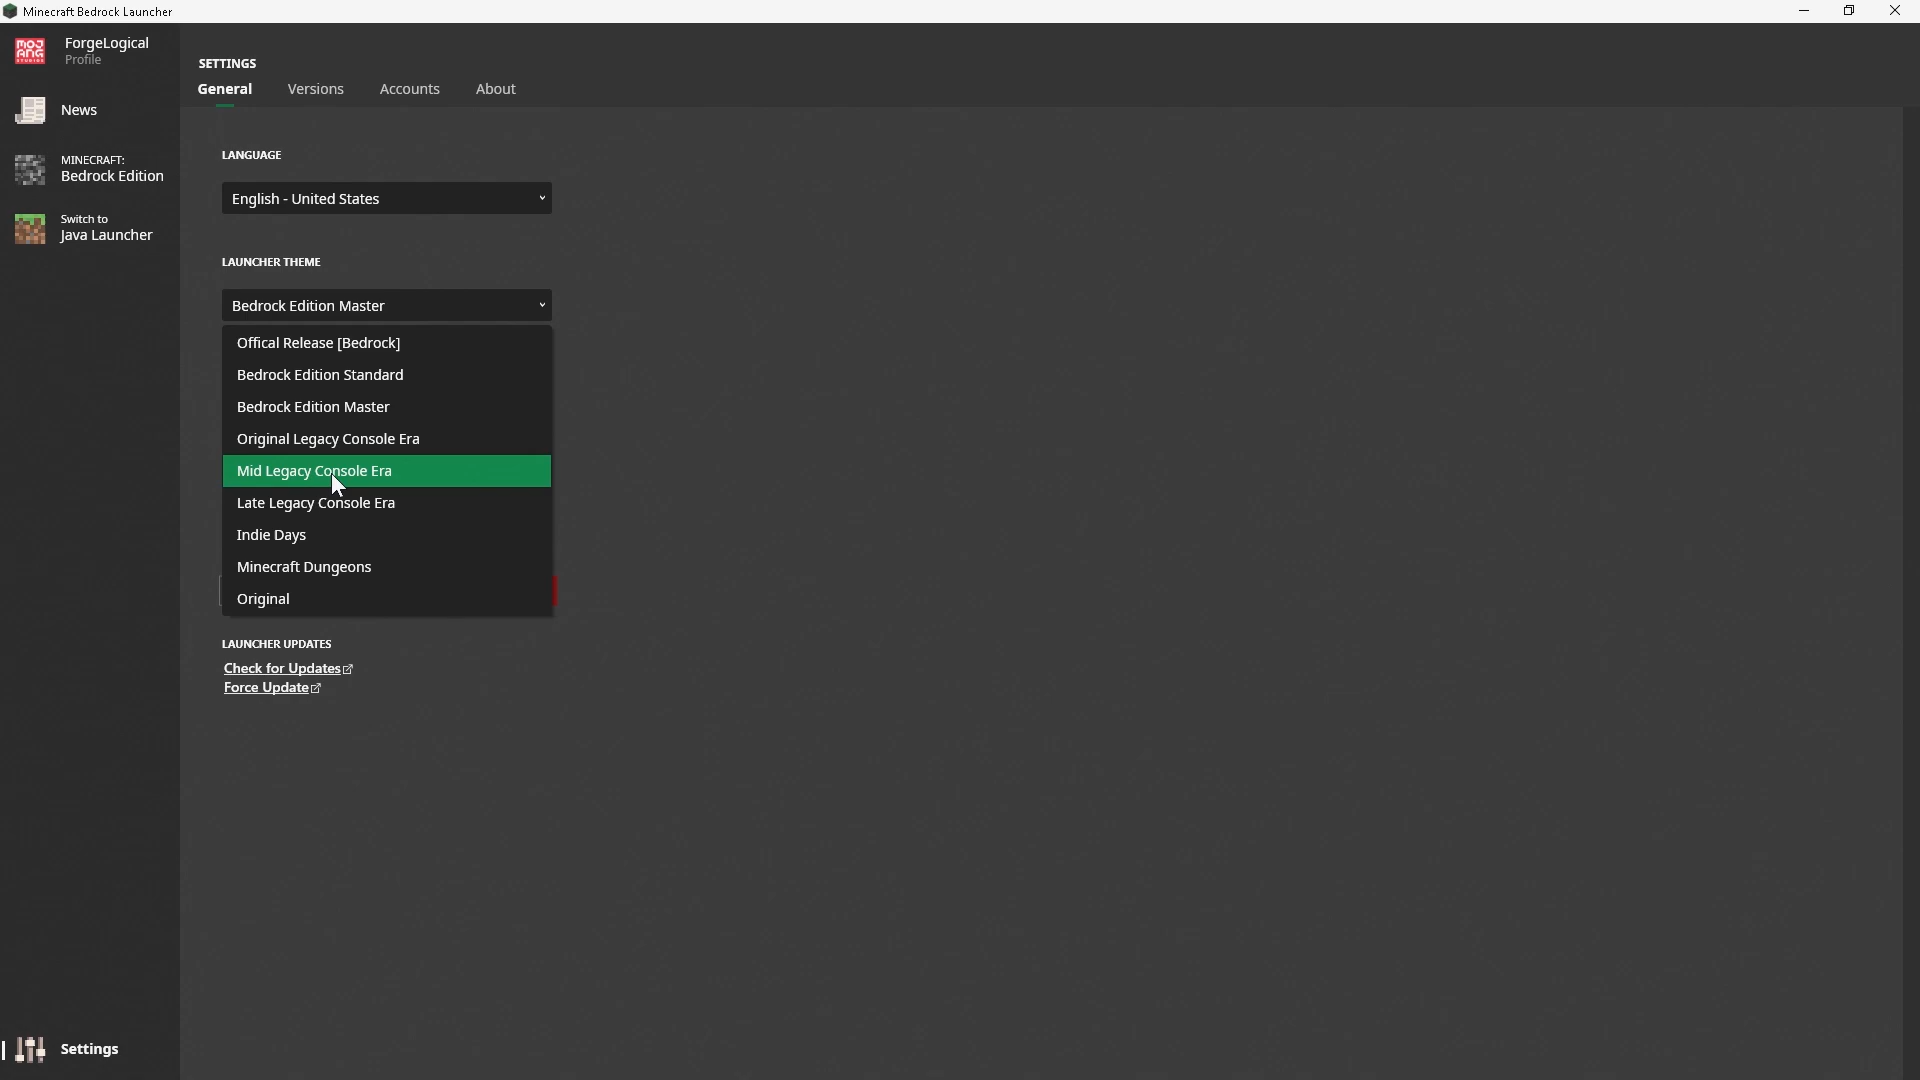 Minecraft Bedrock Launcher
MOJ
ANG
STUDIOS
ForgeLogical
Profile
News
MINECRAFT:
Bedrock Edition
Switch to
Java Launcher
Settings
SETTINGS
General Versions Accounts About
LANGUAGE
English - United States
LAUNCHER THEME
Bedrock Edition Master
Offical Release [Bedrock]
Bedrock Edition Standard
Bedrock Edition Master
Original Legacy Console Era
Mid Legacy Console Era
Late Legacy Console Era
Indie Days
Minecraft Dungeons
Original
LAUNCHER UPDATES
Check for Updates
Force Update